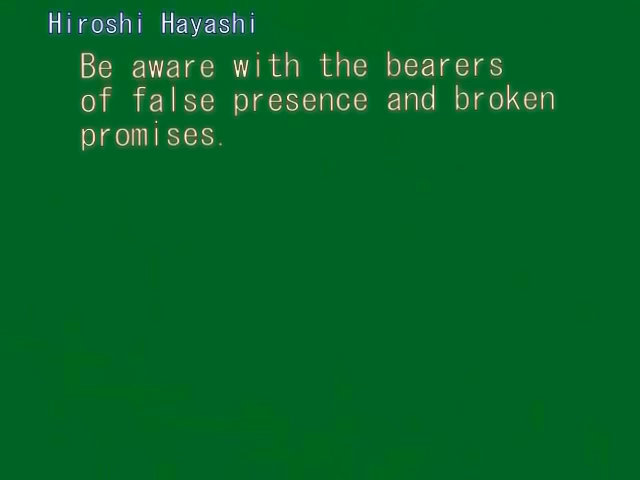 Hiroshi Hayashi
Be aware with the bearers
of false presence and broken
promises.